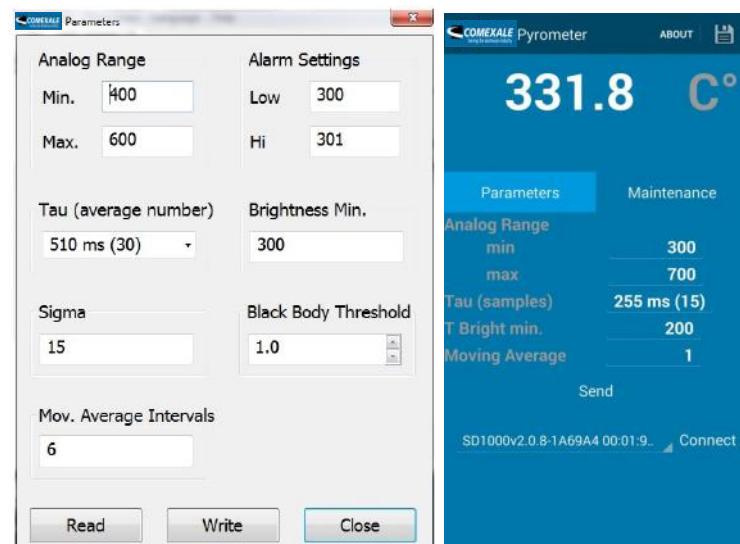 COMEXALE Parameters
Analog Range
Min. 400
Max. 600
Alarm Settings
Low 300
Hi 301
Tau (average number)
510 ms (30)
Brightness Min.
300
Sigma
15
Black Body Threshold
1.0
Mov. Average Intervals
6
Read Write Close
COMEXALE Pyrometer ABOUT
331.8 C°
Parameters Maintenance
Analog Range
min 300
max 700
Tau (samples) 255 ms (15)
T Bright min. 200
Moving Average 1
Send
SD1000v2.0.8-1A69A4 00:01:9.. Connect